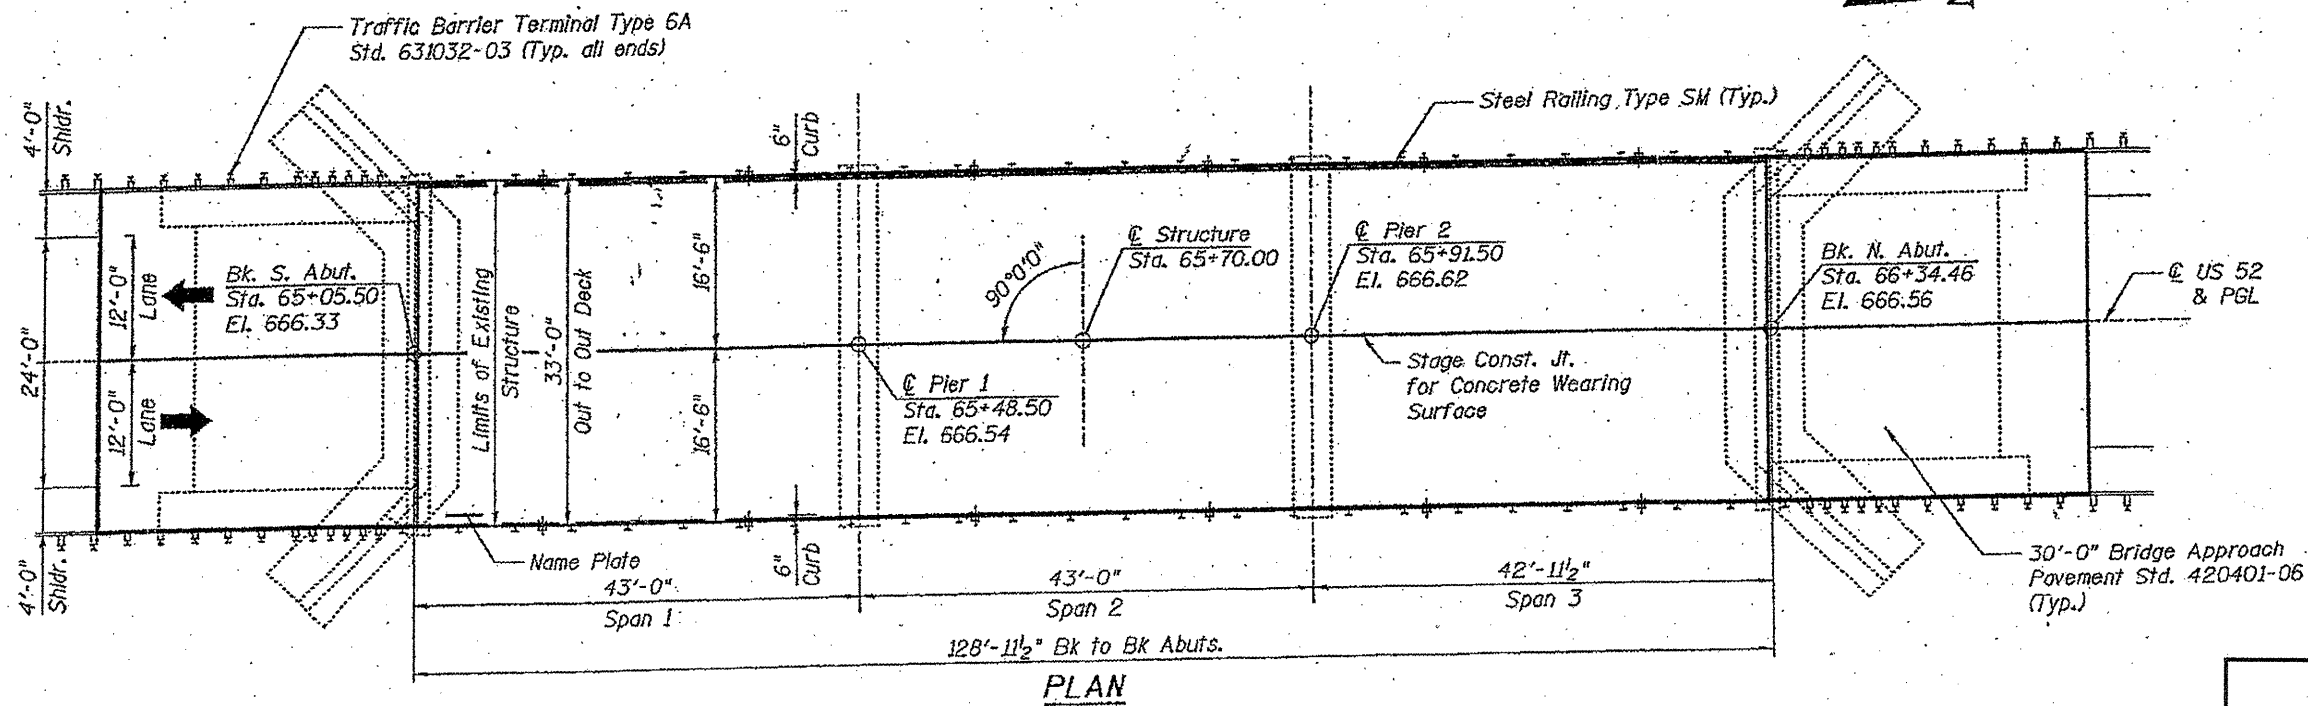 Traffic Barrier Terminal Type 6A
Std. 631032-03 (Typ. all ends)
Steel Railing Type SM (Typ.)
4'-0"
Shldr.
6"
Curb
24'-0"
12'-0"
Lane
12'-0"
Lane
Bk. S. Abut.
Sta. 65+05.50
El. 666.33
Limits of Existing
Structure
33'-0"
Out to Out Deck
16'-6"
16'-6"
90°0'0"
℄ Structure
Sta. 65+70.00
℄ Pier 2
Sta. 65+91.50
El. 666.62
Bk. N. Abut.
Sta. 66+34.46
El. 666.56
℄ US 52
& PGL
℄ Pier 1
Sta. 65+48.50
El. 666.54
Stage Const. Jt.
for Concrete Wearing
Surface
4'-0"
Shldr.
Name Plate
6"
Curb
30'-0" Bridge Approach
Pavement Std. 420401-06
(Typ.)
43'-0"
Span 1
43'-0"
Span 2
42'-11½"
Span 3
128'-11½" Bk to Bk Abuts.
PLAN